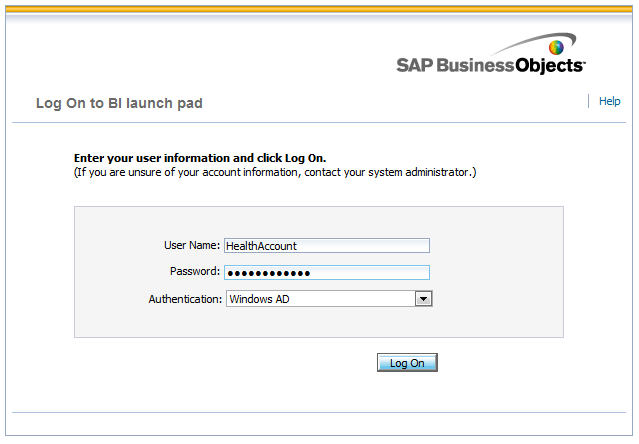 SAP BusinessObjects™
Log On to BI launch pad
Help
Enter your user information and click Log On.
(If you are unsure of your account information, contact your system administrator.)
User Name: HealthAccount
Password: ●●●●●●●●●●●●
Authentication: Windows AD
Log On